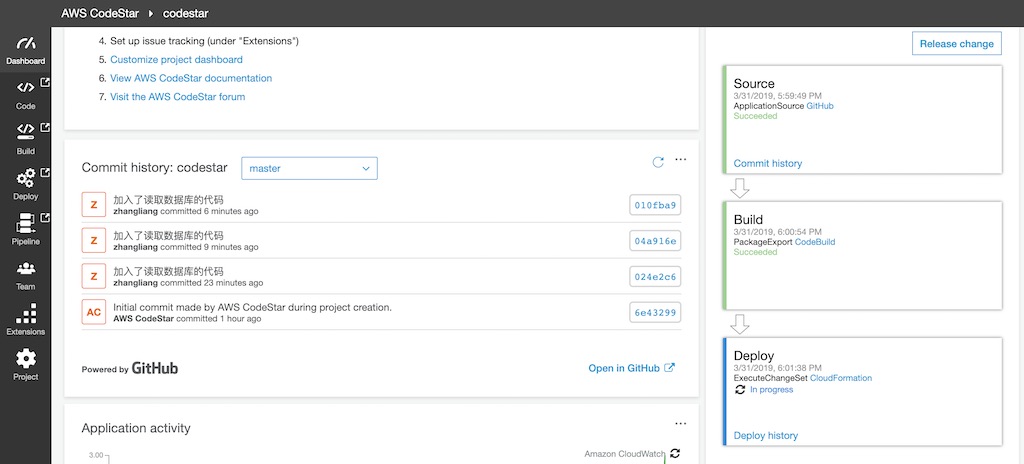 AWS CodeStar ▸ codestar
Dashboard
Code
Build
Deploy
Pipeline
Team
Extensions
Project
4. Set up issue tracking (under "Extensions")
5. Customize project dashboard
6. View AWS CodeStar documentation
7. Visit the AWS CodeStar forum
Commit history: codestar master
Z
加入了读取数据库的代码
zhangliang committed 6 minutes ago
010fba9
Z
加入了读取数据库的代码
zhangliang committed 9 minutes ago
04a916e
Z
加入了读取数据库的代码
zhangliang committed 23 minutes ago
024e2c6
AC
Initial commit made by AWS CodeStar during project creation.
AWS CodeStar committed 1 hour ago
6e43299
Powered by GitHub
Open in GitHub
Application activity
3.00
Amazon CloudWatch
Release change
Source
3/31/2019, 5:59:49 PM
ApplicationSource GitHub
Succeeded
Commit history
Build
3/31/2019, 6:00:54 PM
PackageExport CodeBuild
Succeeded
Deploy
3/31/2019, 6:01:38 PM
ExecuteChangeSet CloudFormation
In progress
Deploy history